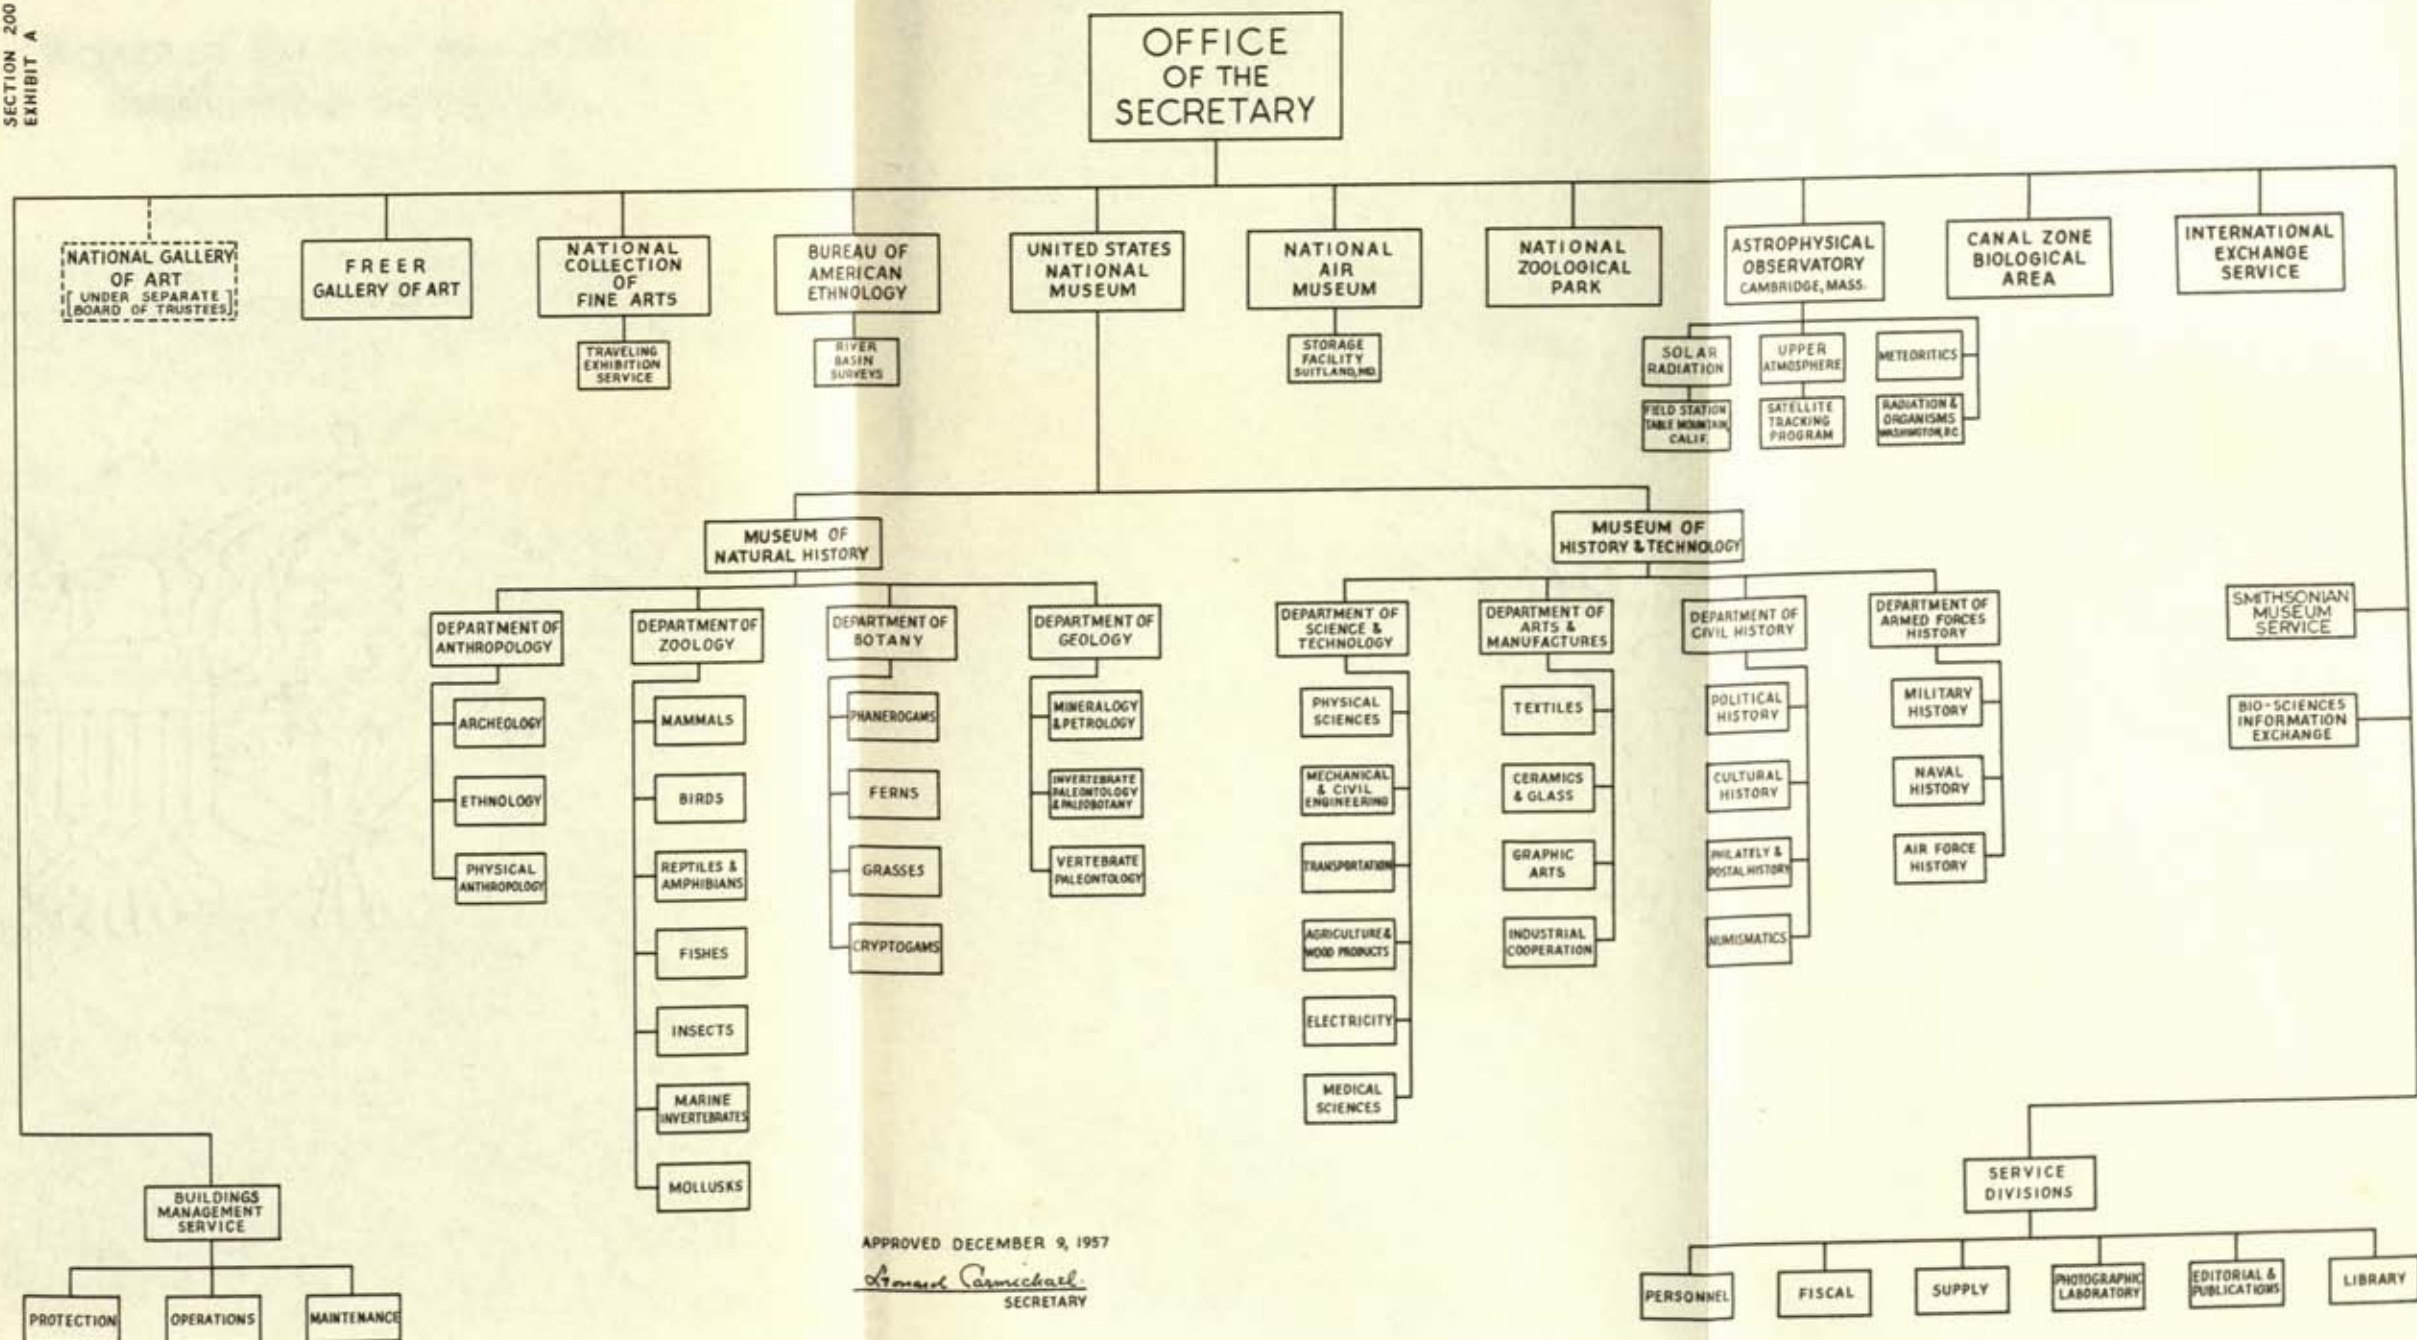 SECTION 200
EXHIBIT A
OFFICE
OF THE
SECRETARY
NATIONAL GALLERY
OF ART
[UNDER SEPARATE
BOARD OF TRUSTEES]
FREER
GALLERY OF ART
NATIONAL
COLLECTION
OF
FINE ARTS
BUREAU OF
AMERICAN
ETHNOLOGY
UNITED STATES
NATIONAL
MUSEUM
NATIONAL
AIR
MUSEUM
NATIONAL
ZOOLOGICAL
PARK
ASTROPHYSICAL
OBSERVATORY
CAMBRIDGE, MASS.
CANAL ZONE
BIOLOGICAL
AREA
INTERNATIONAL
EXCHANGE
SERVICE
TRAVELING
EXHIBITION
SERVICE
RIVER
BASIN
SURVEYS
STORAGE
FACILITY
SUITLAND, MD.
SOLAR
RADIATION
UPPER
ATMOSPHERE
METEORITICS
FIELD STATION
TABLE MOUNTAIN,
CALIF.
SATELLITE
TRACKING
PROGRAM
RADIATION &
ORGANISMS
WASHINGTON, D.C.
MUSEUM OF
NATURAL HISTORY
MUSEUM OF
HISTORY & TECHNOLOGY
DEPARTMENT OF
ANTHROPOLOGY
DEPARTMENT OF
ZOOLOGY
DEPARTMENT OF
BOTANY
DEPARTMENT OF
GEOLOGY
DEPARTMENT OF
SCIENCE &
TECHNOLOGY
DEPARTMENT OF
ARTS &
MANUFACTURES
DEPARTMENT OF
CIVIL HISTORY
DEPARTMENT OF
ARMED FORCES
HISTORY
SMITHSONIAN
MUSEUM
SERVICE
BIO-SCIENCES
INFORMATION
EXCHANGE
ARCHEOLOGY
ETHNOLOGY
PHYSICAL
ANTHROPOLOGY
MAMMALS
BIRDS
REPTILES &
AMPHIBIANS
FISHES
INSECTS
MARINE
INVERTEBRATES
MOLLUSKS
PHANEROGAMS
FERNS
GRASSES
CRYPTOGAMS
MINERALOGY
& PETROLOGY
INVERTEBRATE
PALEONTOLOGY
& PALEOBOTANY
VERTEBRATE
PALEONTOLOGY
PHYSICAL
SCIENCES
MECHANICAL
& CIVIL
ENGINEERING
TRANSPORTATION
AGRICULTURE &
WOOD PRODUCTS
ELECTRICITY
MEDICAL
SCIENCES
TEXTILES
CERAMICS
& GLASS
GRAPHIC
ARTS
INDUSTRIAL
COOPERATION
POLITICAL
HISTORY
CULTURAL
HISTORY
PHILATELY &
POSTAL HISTORY
NUMISMATICS
MILITARY
HISTORY
NAVAL
HISTORY
AIR FORCE
HISTORY
BUILDINGS
MANAGEMENT
SERVICE
PROTECTION
OPERATIONS
MAINTENANCE
APPROVED DECEMBER 9, 1957
Leonard Carmichael
SECRETARY
SERVICE
DIVISIONS
PERSONNEL
FISCAL
SUPPLY
PHOTOGRAPHIC
LABORATORY
EDITORIAL &
PUBLICATIONS
LIBRARY